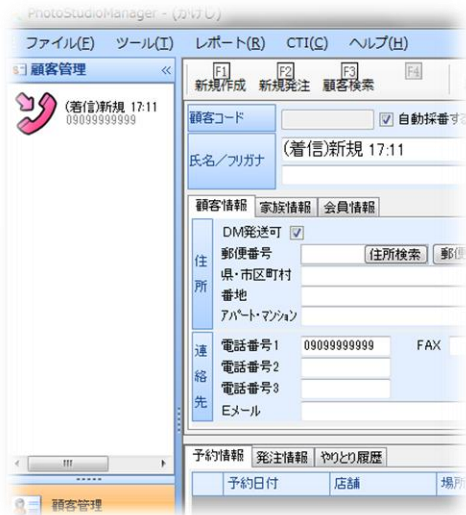 PhotoStudioManager - (かけし)
ファイル(F) ツール(T) レポート(R) CTI(C) ヘルプ(H)
顧客管理 «
F1 F2 F3 F4
新規作成 新規発注 顧客検索
(着信)新規 17:11
09099999999
顧客コード 自動採番す
氏名/フリガナ (着信)新規 17:11
顧客情報 家族情報 会員情報
住所
DM発送可
郵便番号 住所検索 郵便
県・市区町村
番地
アパート・マンション
連絡先
電話番号1 09099999999 FAX
電話番号2
電話番号3
Eメール
予約情報 発注情報 やりとり履歴
予約日付 店舗 場所
顧客管理